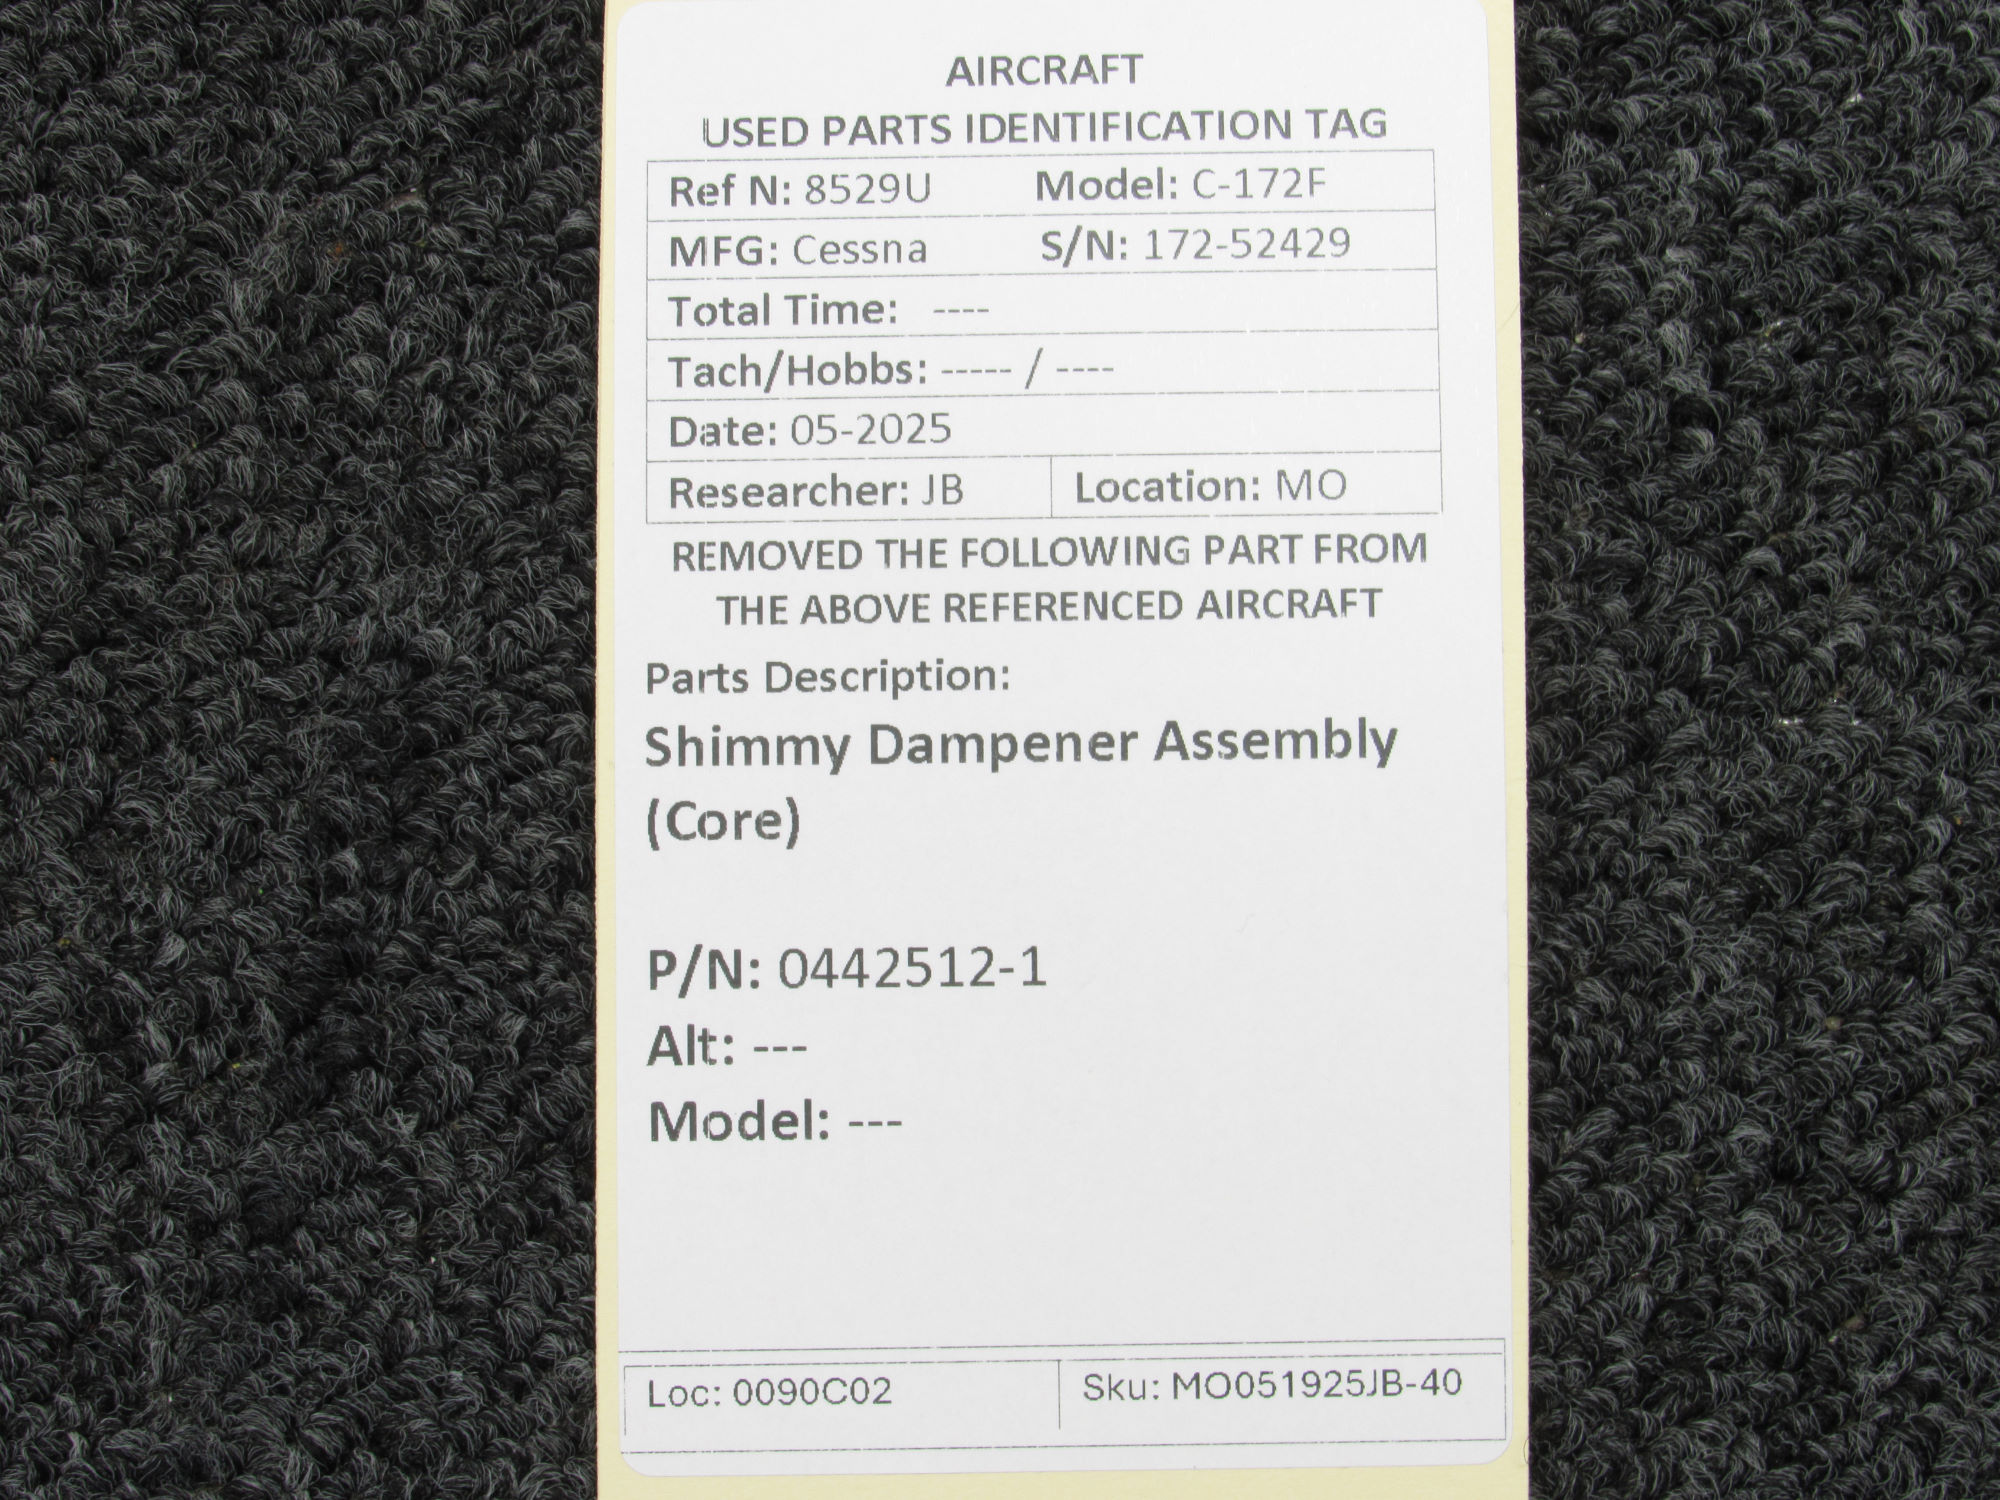 AIRCRAFT
USED PARTS IDENTIFICATION TAG
Ref N: 8529U Model: C-172F
MFG: Cessna S/N: 172-52429
Total Time: ----
Tach/Hobbs: ----- / ----
Date: 05-2025
Researcher: JB Location: MO
REMOVED THE FOLLOWING PART FROM
THE ABOVE REFERENCED AIRCRAFT
Parts Description:
Shimmy Dampener Assembly
(Core)
P/N: 0442512-1
Alt: ---
Model: ---
Loc: 0090C02 Sku: MO051925JB-40